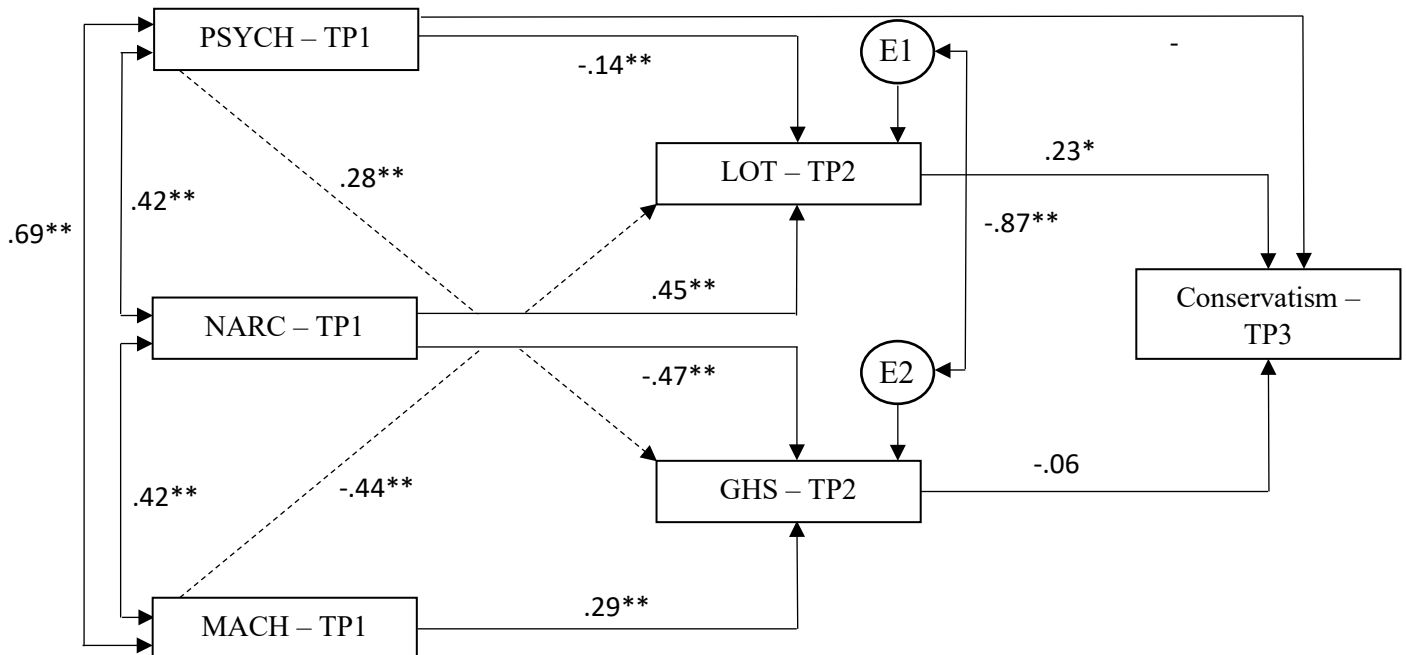 PSYCH – TP1
E1
-
-.14**
LOT – TP2
.23*
.28**
.42**
.69**
-.87**
.45**
NARC – TP1
Conservatism –
TP3
E2
-.47**
-.06
.42**
-.44**
GHS – TP2
.29**
MACH – TP1